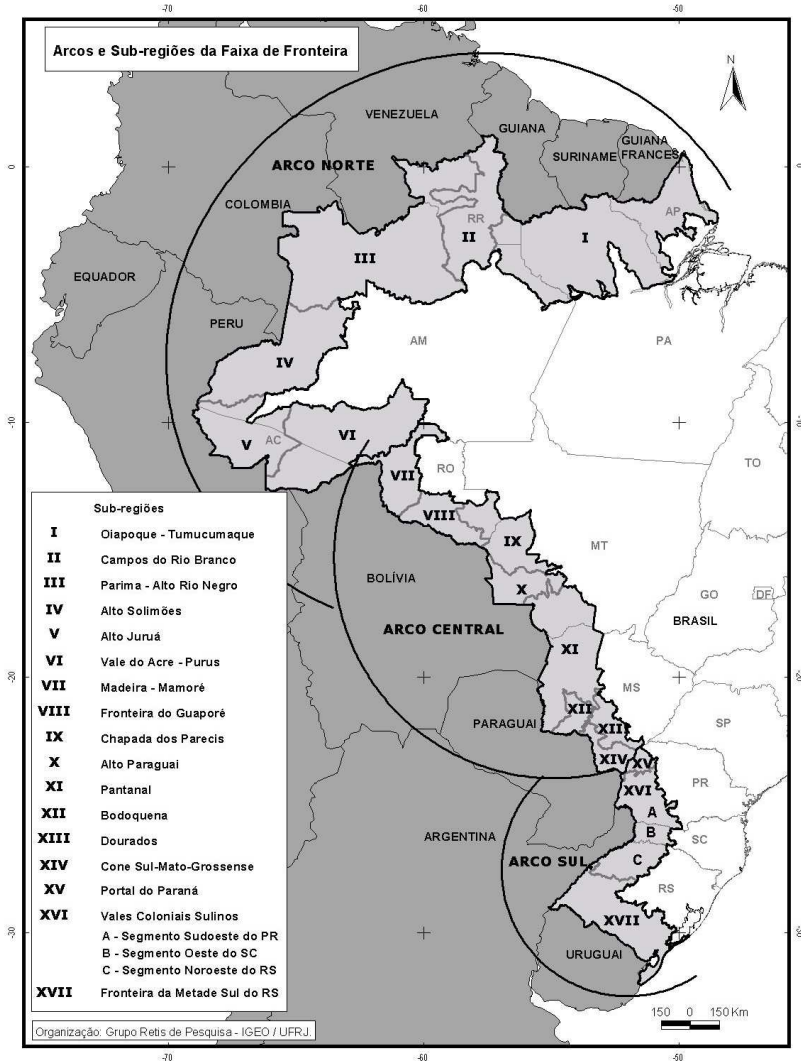 Arcos e Sub-regiões da Faixa de Fronteira
-70
-60
-50
N
VENEZUELA
GUIANA
SURINAME
GUIANA
FRANCESA
0
ARCO NORTE
COLOMBIA
RR
II
I
AP
III
EQUADOR
PERU
AM
PA
IV
-10
V
AC
VI
VII
RO
TO
VIII
IX
MT
X
BOLÍVIA
GO
DF
BRASIL
ARCO CENTRAL
XI
-20
MS
XII
XIII
SP
PARAGUAI
XIV
XV
XVI
PR
A
B
SC
ARGENTINA
ARCO SUL
C
RS
XVII
-30
URUGUAI
Sub-regiões
I Oiapoque - Tumucumaque
II Campos do Rio Branco
III Parima - Alto Rio Negro
IV Alto Solimões
V Alto Juruá
VI Vale do Acre - Purus
VII Madeira - Mamoré
VIII Fronteira do Guaporé
IX Chapada dos Parecis
X Alto Paraguai
XI Pantanal
XII Bodoquena
XIII Dourados
XIV Cone Sul-Mato-Grossense
XV Portal do Paraná
XVI Vales Coloniais Sulinos
A - Segmento Sudoeste do PR
B - Segmento Oeste do SC
C - Segmento Noroeste do RS
XVII Fronteira da Metade Sul do RS
150 0 150 Km
Organização: Grupo Retis de Pesquisa - IGEO / UFRJ.
-70
-60
-50